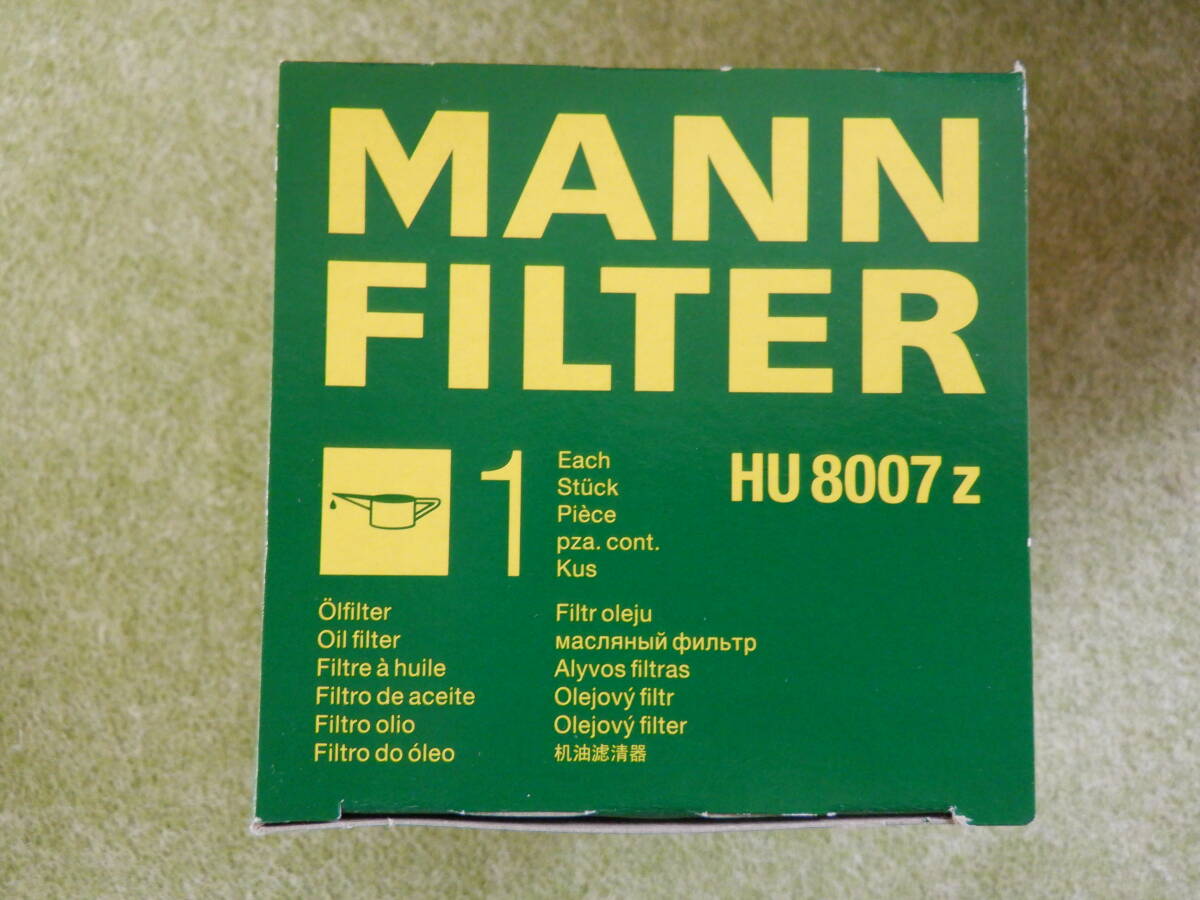 MANN
FILTER
1
Each
Stück
Pièce
pza. cont.
Kus
HU 8007 z
Ölfilter
Oil filter
Filtre à huile
Filtro de aceite
Filtro olio
Filtro do óleo
Filtr oleju
масляный фильтр
Alyvos filtras
Olejový filtr
Olejový filter
机油滤清器